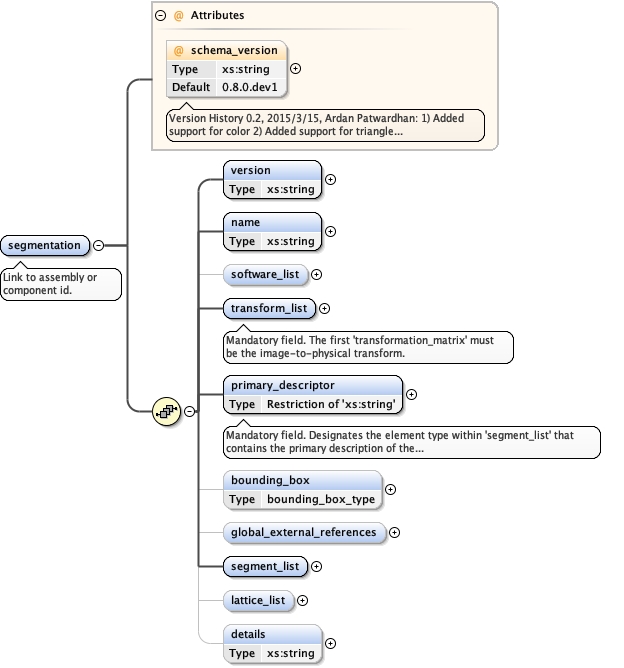 @ Attributes
@ schema_version
Type xs:string
Default 0.8.0.dev1
Version History 0.2, 2015/3/15, Ardan Patwardhan: 1) Added
support for color 2) Added support for triangle...
segmentation
Link to assembly or
component id.
version
Type xs:string
name
Type xs:string
software_list
transform_list
Mandatory field. The first 'transformation_matrix' must
be the image-to-physical transform.
primary_descriptor
Type Restriction of 'xs:string'
Mandatory field. Designates the element type within 'segment_list' that
contains the primary description of the...
bounding_box
Type bounding_box_type
global_external_references
segment_list
lattice_list
details
Type xs:string